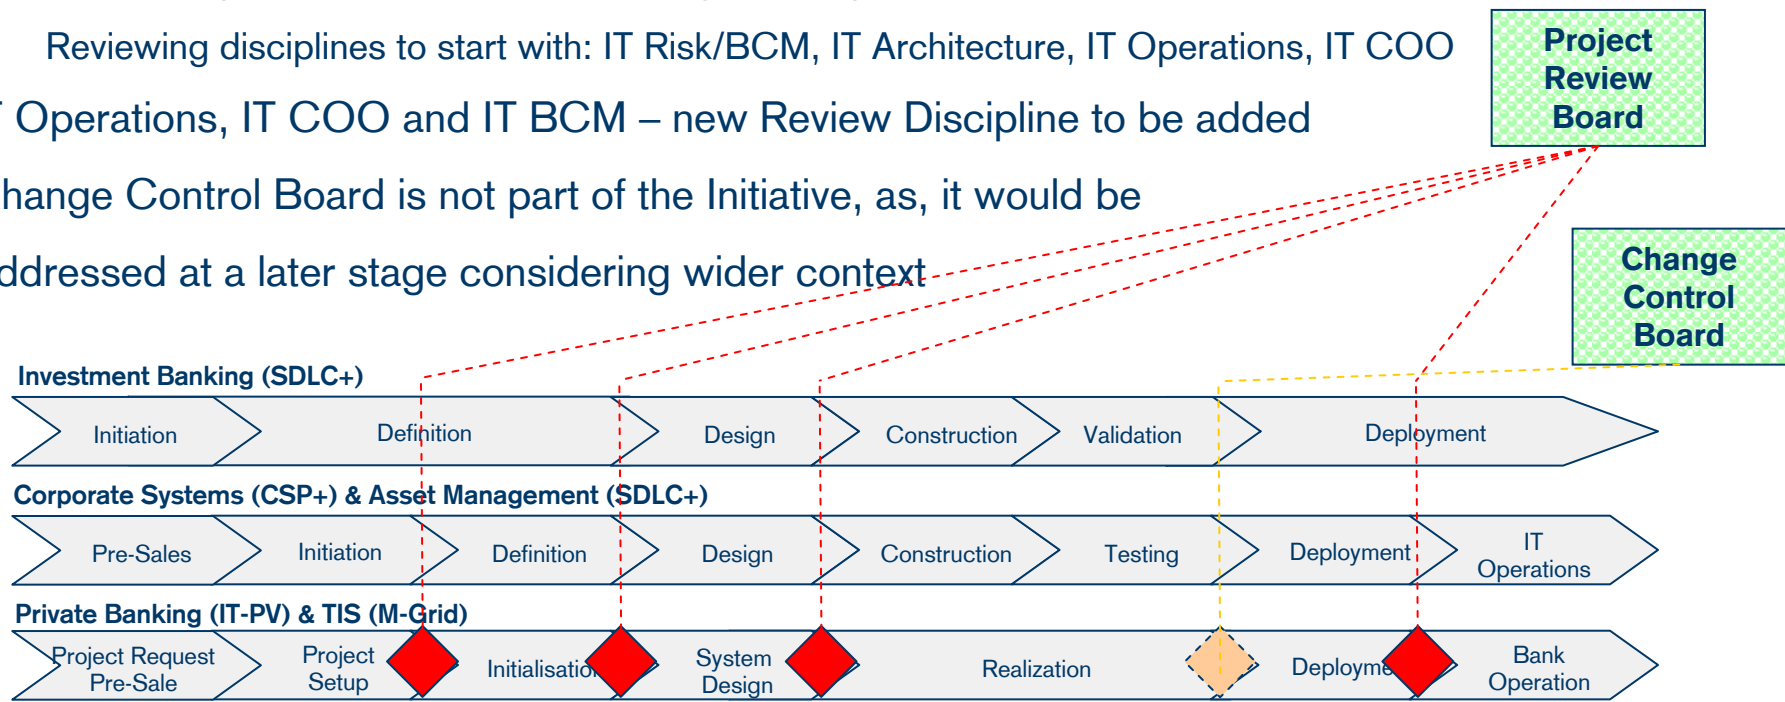 Reviewing disciplines to start with: IT Risk/BCM, IT Architecture, IT Operations, IT COO
Operations, IT COO and IT BCM – new Review Discipline to be added
hange Control Board is not part of the Initiative, as, it would be
ddressed at a later stage considering wider context
Project
Review
Board
Change
Control
Board
Investment Banking (SDLC+)
Initiation
Definition
Design
Construction
Validation
Deployment
Corporate Systems (CSP+) & Asset Management (SDLC+)
Pre-Sales
Initiation
Definition
Design
Construction
Testing
Deployment
IT
Operations
Private Banking (IT-PV) & TIS (M-Grid)
Project Request
Pre-Sale
Project
Setup
Initialisation
System
Design
Realization
Deployme
Bank
Operation